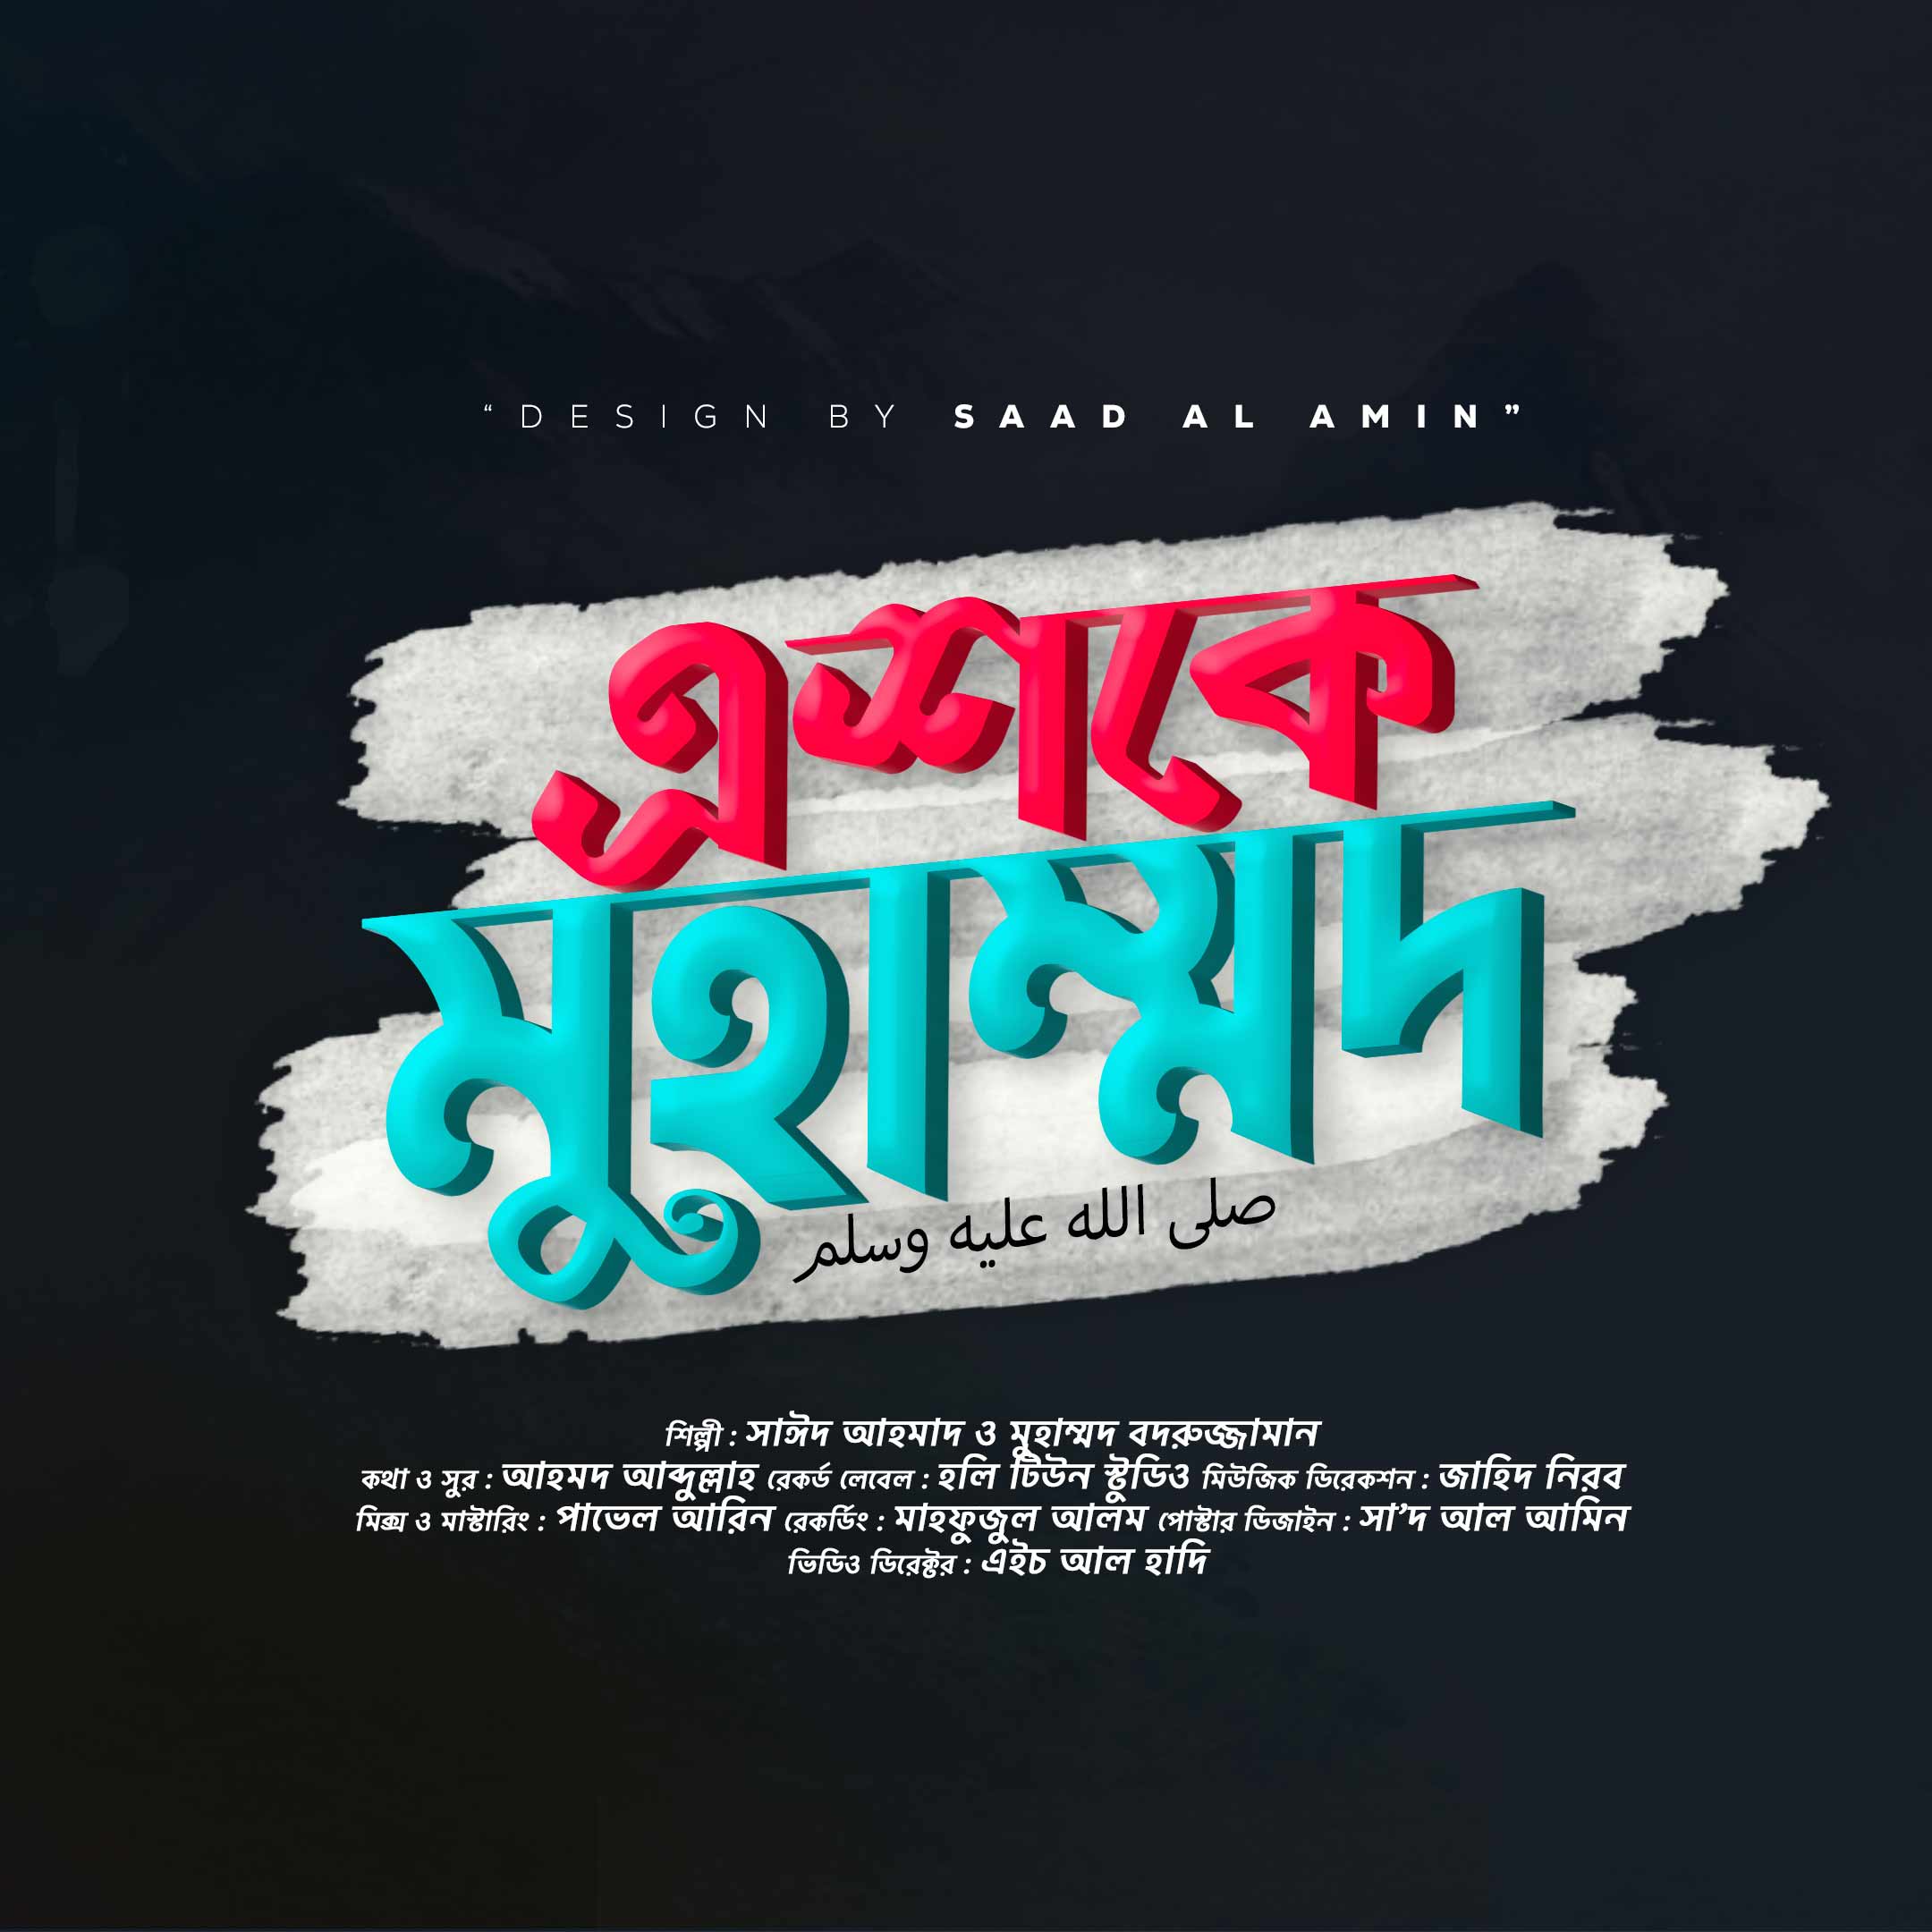 “DESIGN BY SAAD AL AMIN”
এশকে
মুহাম্মদ
صلى الله عليه وسلم
শিল্পী : সাঈদ আহমাদ ও মুহাম্মদ বদরুজ্জামান
কথা ও সুর : আহমদ আব্দুল্লাহ রেকর্ড লেবেল : হলি টিউন স্টুডিও মিউজিক ডিরেকশন : জাহিদ নিরব
মিক্স ও মাস্টারিং : পাভেল আরিন রেকর্ডিং : মাহফুজুল আলম পোস্টার ডিজাইন : সা’দ আল আমিন
ভিডিও ডিরেক্টর : এইচ আল হাদি